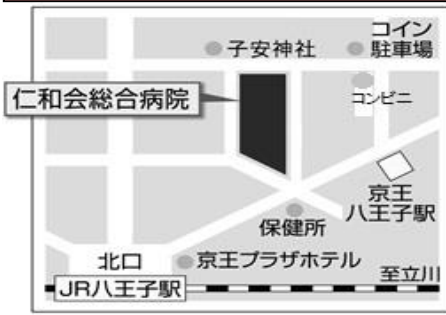 コイン
駐車場
子安神社
仁和会総合病院
コンビニ
京王
八王子駅
保健所
京王プラザホテル
北口
至立川
JR八王子駅